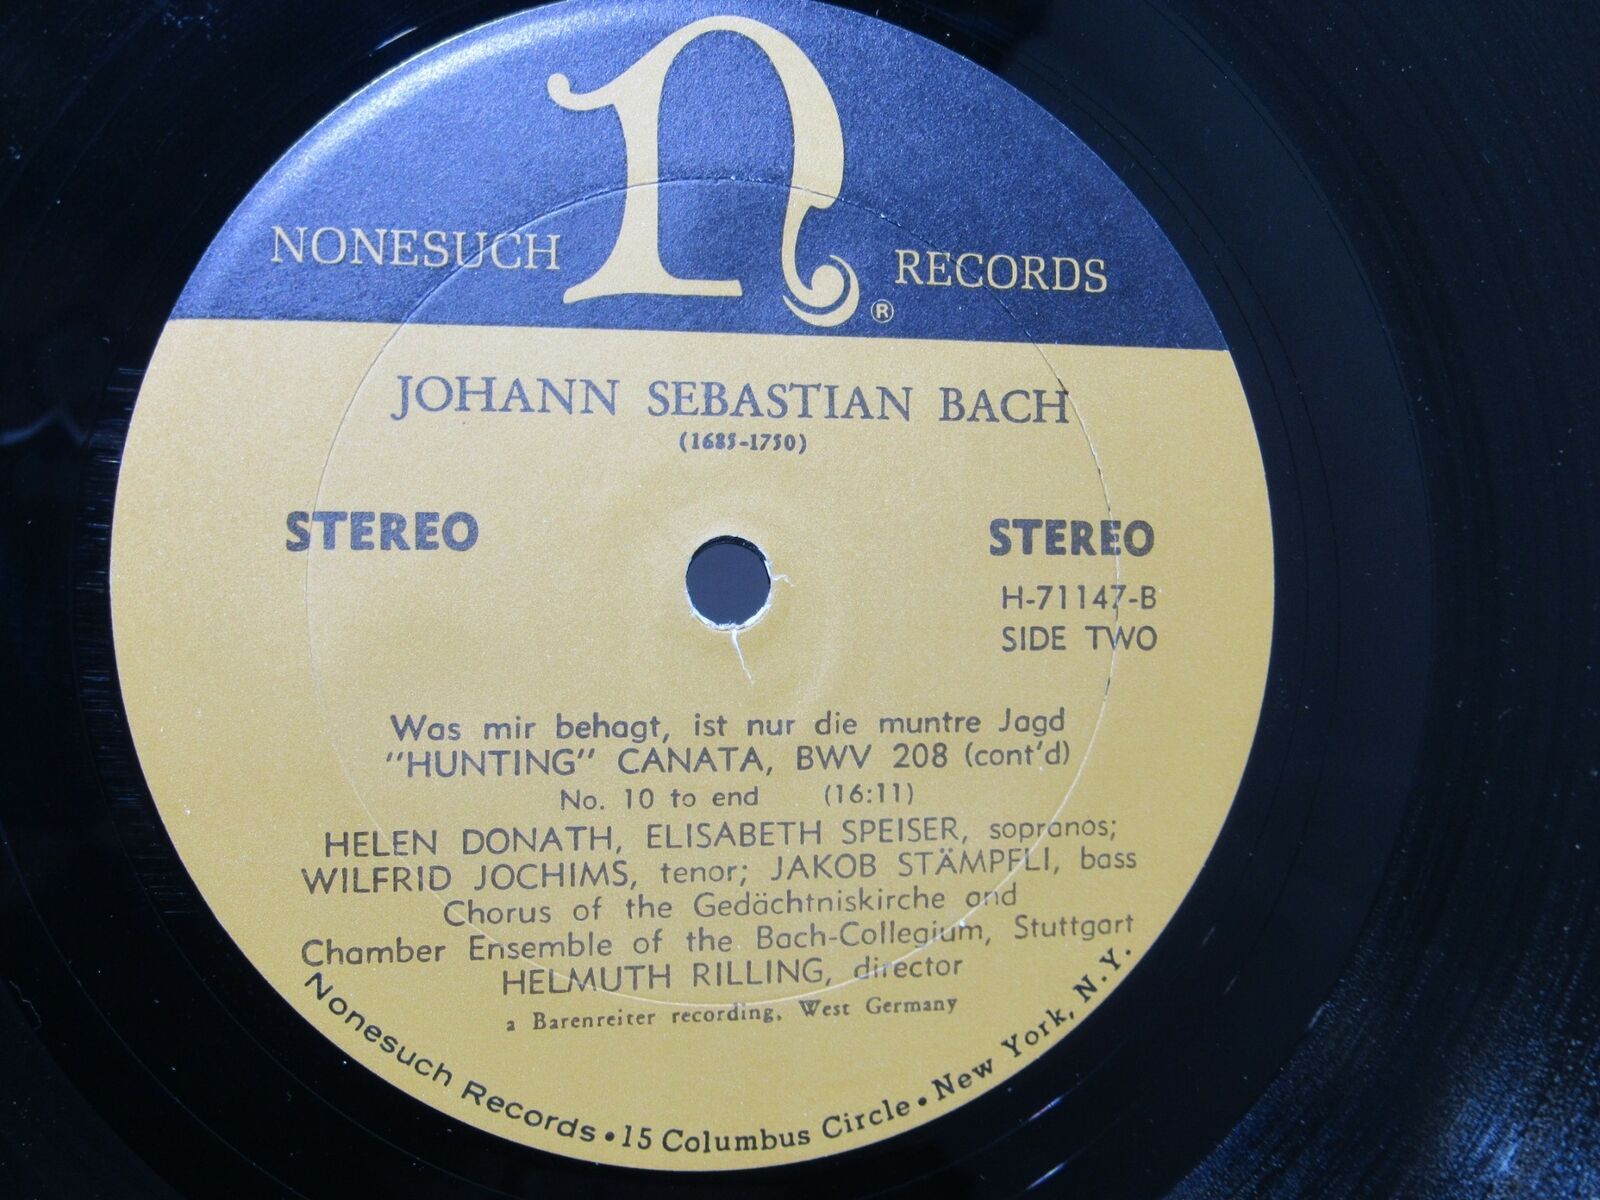 n
NONESUCH RECORDS
®
JOHANN SEBASTIAN BACH
(1685-1750)
STEREO STEREO
H-71147-B
SIDE TWO
Was mir behagt, ist nur die muntre Jagd
"HUNTING" CANATA, BWV 208 (cont'd)
No. 10 to end (16:11)
HELEN DONATH, ELISABETH SPEISER, sopranos;
WILFRID JOCHIMS, tenor; JAKOB STÄMPFLI, bass
Chorus of the Gedächtniskirche and
Chamber Ensemble of the Bach-Collegium, Stuttgart
HELMUTH RILLING, director
a Barenreiter recording, West Germany
Nonesuch Records • 15 Columbus Circle • New York, N.Y.